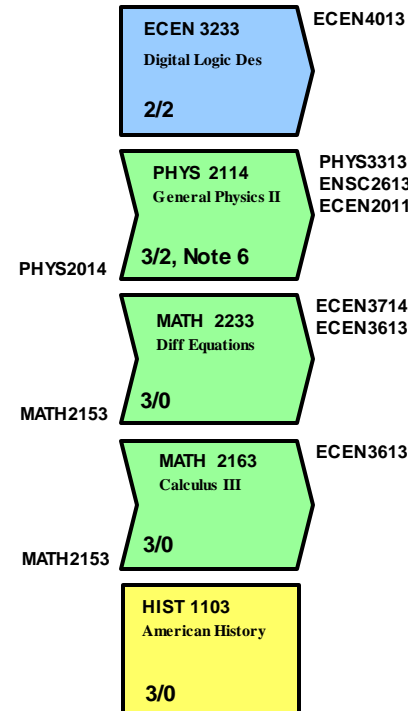 ECEN 3233
ECEN4013
Digital Logic Des
2/2
PHYS 2114
PHYS3313
General Physics II
ENSC2613
ECEN2011
3/2, Note 6
PHYS2014
MATH 2233
ECEN3714
Diff Equations
ECEN3613
3/0
MATH2153
MATH 2163
ECEN3613
Calculus III
3/0
MATH2153
HIST 1103
American History
3/0